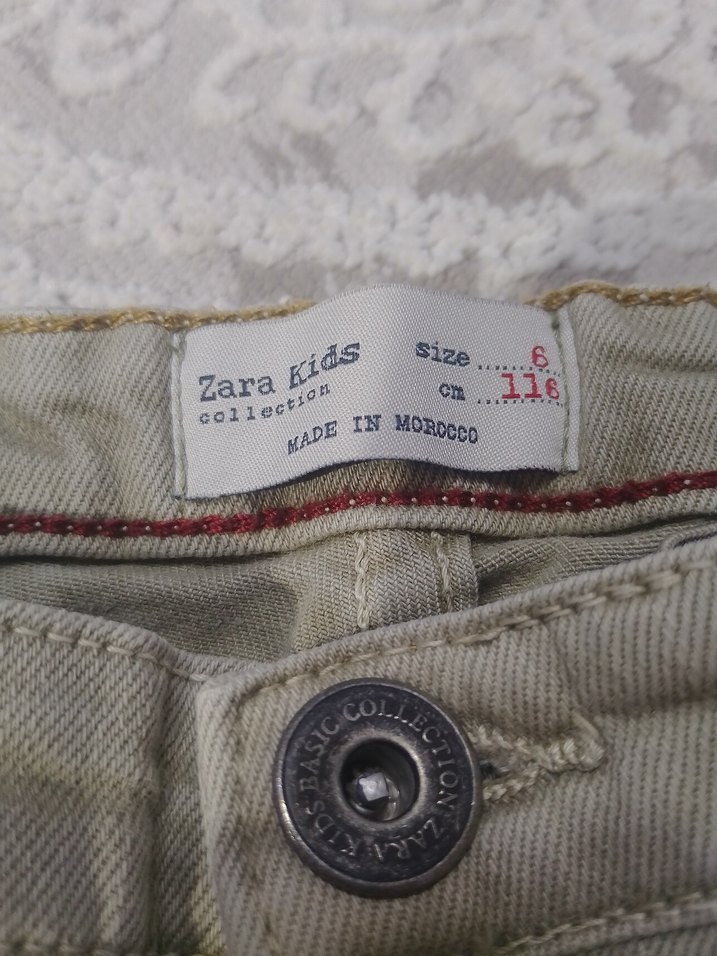 Zara Kids
collection
size ..... 6
cm ..... 116
MADE IN MOROCCO
ZARA KIDS BASIC COLLECTION